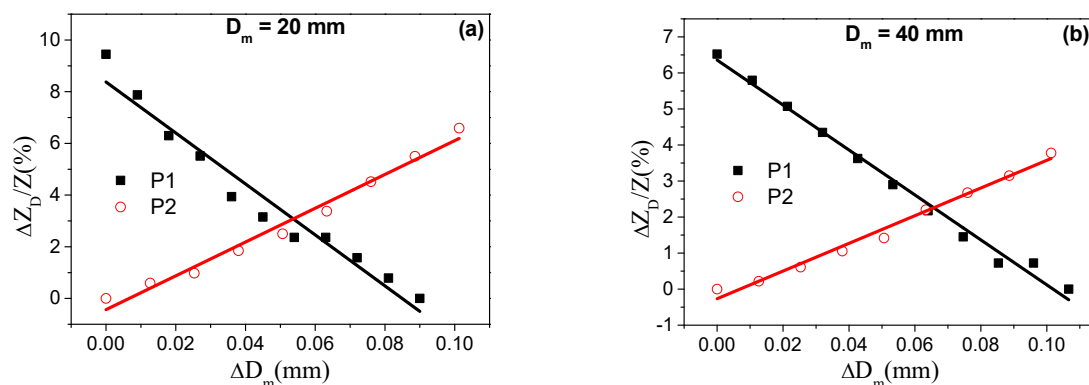 D_m = 20 mm (a)
10
8
6
4
2
0
ΔZ_D/Z(%)
P1
P2
0.00 0.02 0.04 0.06 0.08 0.10
ΔD_m(mm)
D_m = 40 mm (b)
7
6
5
4
3
2
1
0
-1
ΔZ_D/Z(%)
P1
P2
0.00 0.02 0.04 0.06 0.08 0.10
ΔD_m(mm)